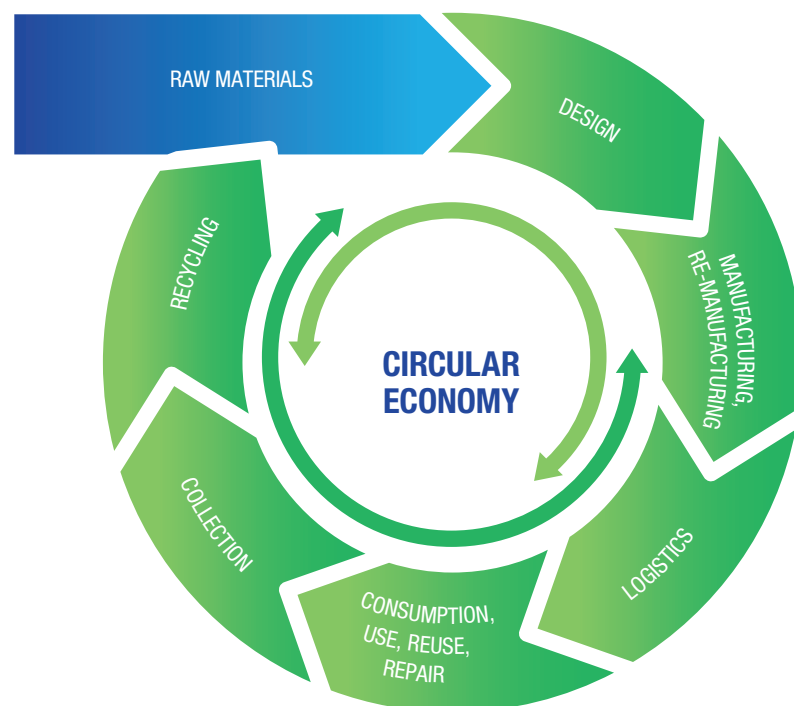 RAW MATERIALS
DESIGN
MANUFACTURING,
RE-MANUFACTURING
LOGISTICS
CONSUMPTION,
USE, REUSE,
REPAIR
COLLECTION
RECYCLING
CIRCULAR
ECONOMY